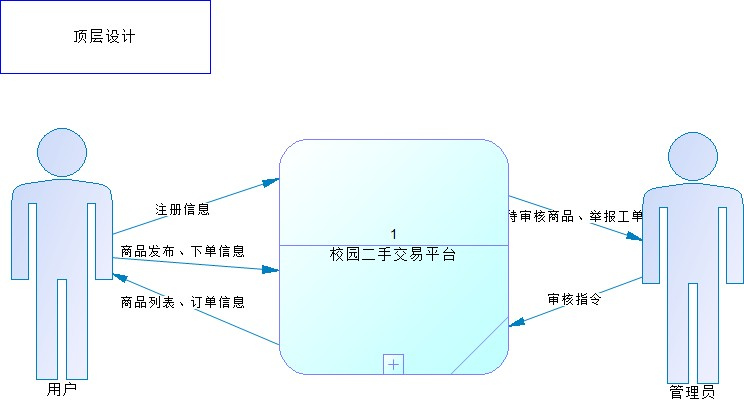 顶层设计
注册信息
商品发布、下单信息
商品列表、订单信息
1
校园二手交易平台
待审核商品、举报工单
审核指令
用户
管理员